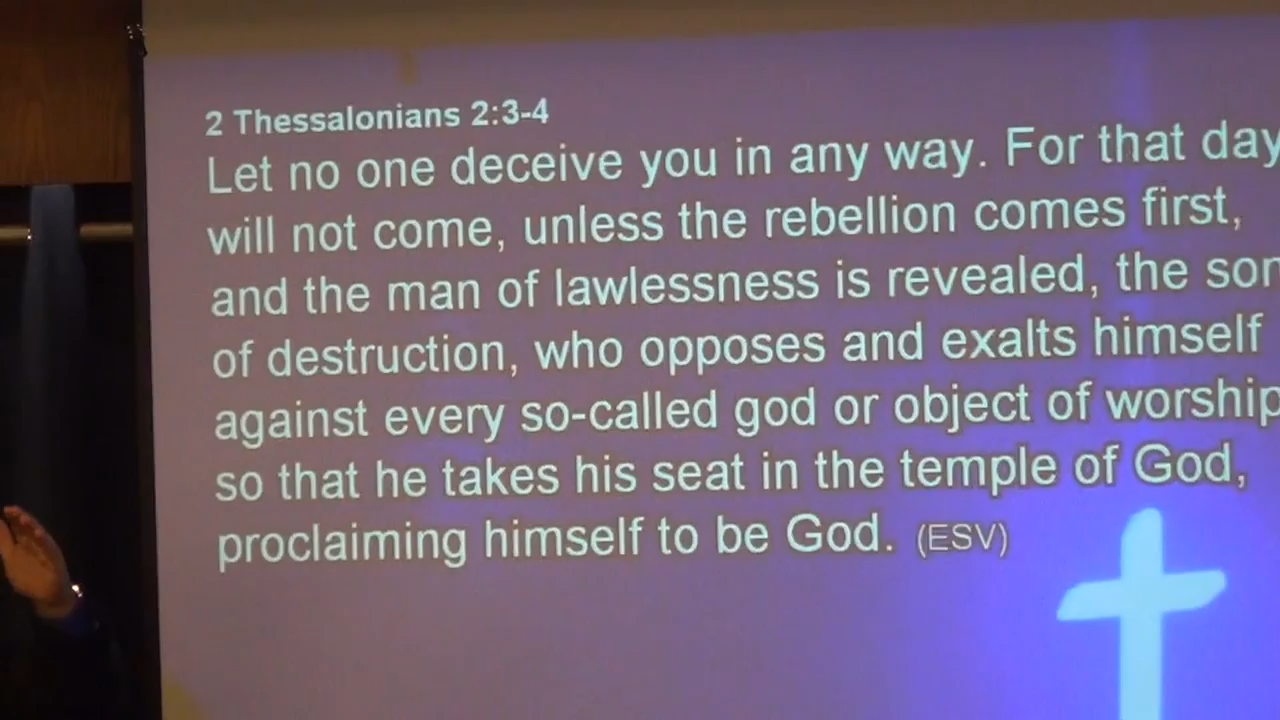 2 Thessalonians 2:3-4
Let no one deceive you in any way. For that day
will not come, unless the rebellion comes first,
and the man of lawlessness is revealed, the son
of destruction, who opposes and exalts himself
against every so-called god or object of worship
so that he takes his seat in the temple of God,
proclaiming himself to be God. (ESV)